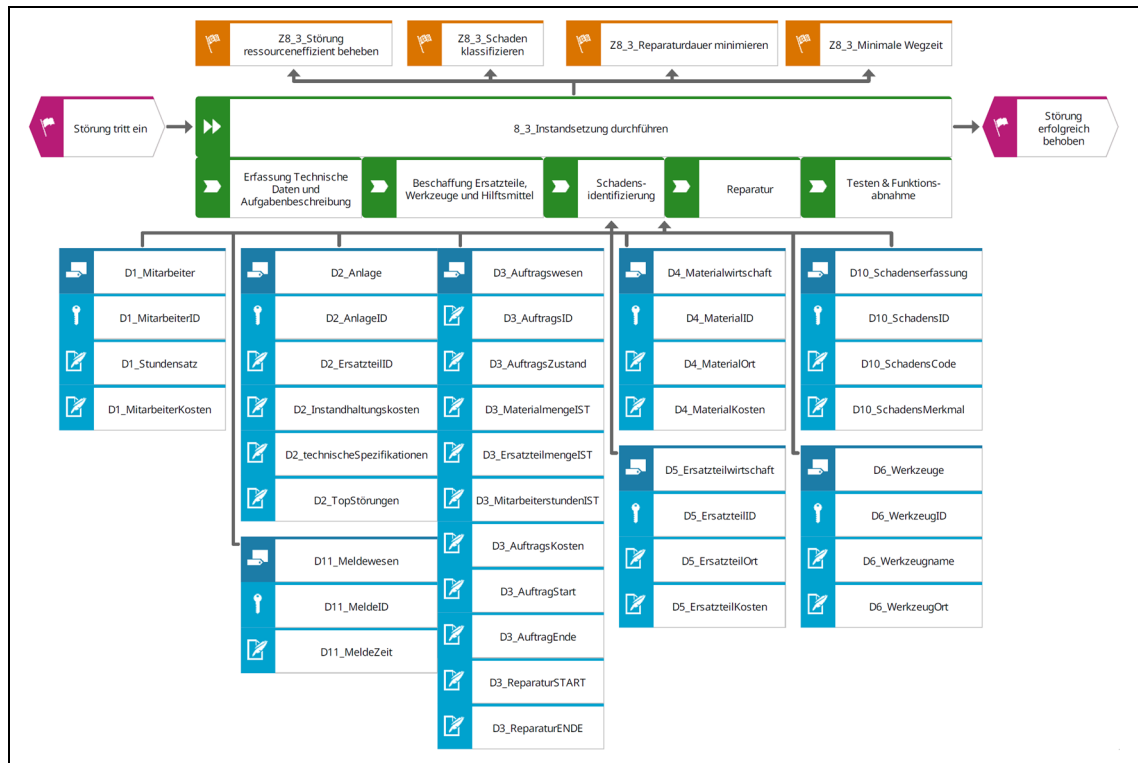 Z8_3_Störung
ressourceneffizient beheben
Z8_3_Schaden
klassifizieren
Z8_3_Reparaturdauer minimieren
Z8_3_Minimale Wegzeit
Störung tritt ein
8_3_Instandsetzung durchführen
Störung
erfolgreich
behoben
Erfassung Technische
Daten und
Aufgabenbeschreibung
Beschaffung Ersatzteile,
Werkzeuge und Hilftsmittel
Schadens-
identifizierung
Reparatur
Testen & Funktions-
abnahme
D1_Mitarbeiter
D1_MitarbeiterID
D1_Stundensatz
D1_MitarbeiterKosten
D2_Anlage
D2_AnlageID
D2_ErsatzteilID
D2_Instandhaltungskosten
D2_technischeSpezifikationen
D2_TopStörungen
D11_Meldewesen
D11_MeldeID
D11_MeldeZeit
D3_Auftragswesen
D3_AuftragsID
D3_AuftragsZustand
D3_MaterialmengeIST
D3_ErsatzteilmengeIST
D3_MitarbeiterstundenIST
D3_AuftragsKosten
D3_AuftragStart
D3_AuftragEnde
D3_ReparaturSTART
D3_ReparaturENDE
D4_Materialwirtschaft
D4_MaterialID
D4_MaterialOrt
D4_MaterialKosten
D5_Ersatzteilwirtschaft
D5_ErsatzteilID
D5_ErsatzteilOrt
D5_ErsatzteilKosten
D10_Schadenserfassung
D10_SchadensID
D10_SchadensCode
D10_SchadensMerkmal
D6_Werkzeuge
D6_WerkzeugID
D6_Werkzeugname
D6_WerkzeugOrt